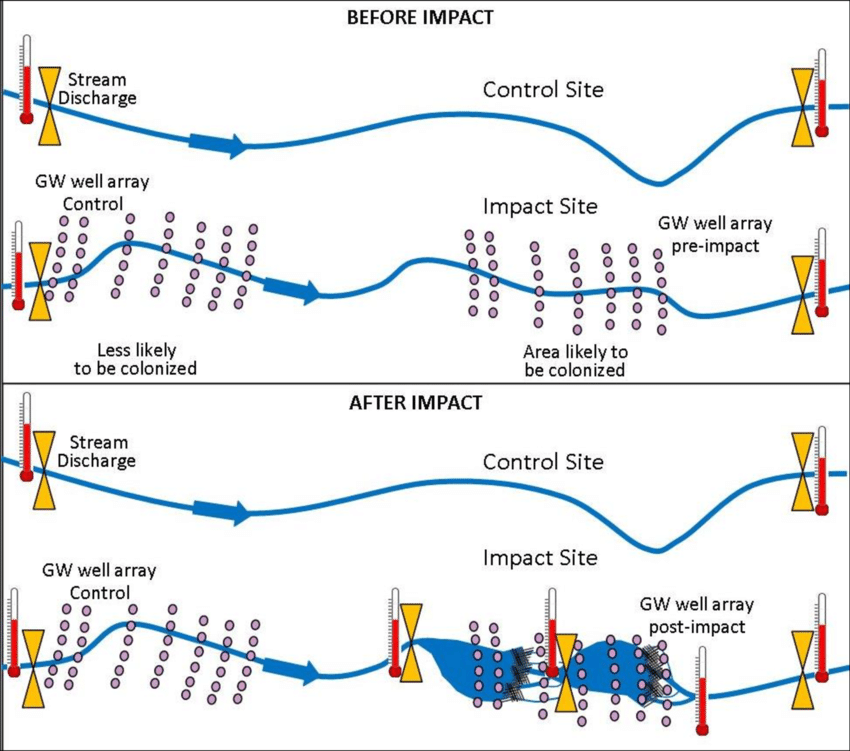 BEFORE IMPACT
Stream
Discharge
Control Site
GW well array
Control
Impact Site
GW well array
pre-impact
Less likely
to be colonized
Area likely to
be colonized
AFTER IMPACT
Stream
Discharge
Control Site
Impact Site
GW well array
Control
GW well array
post-impact